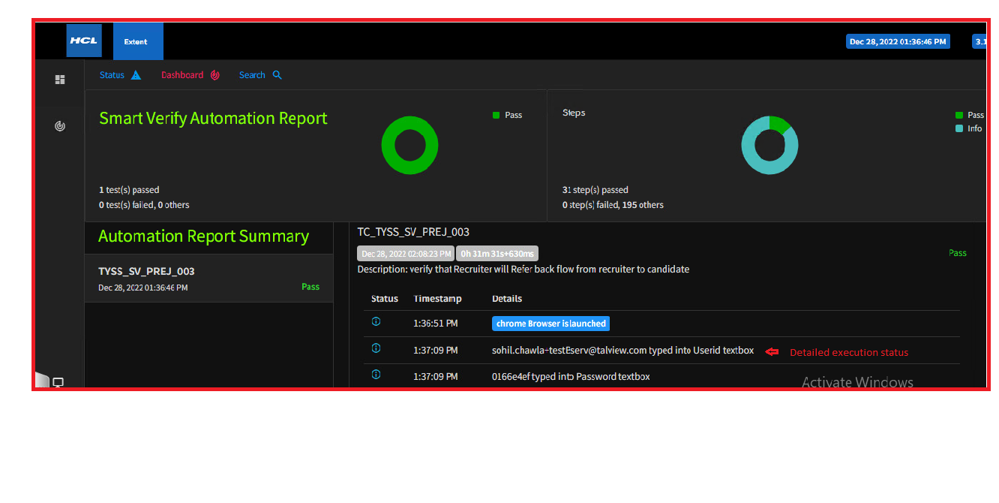 HCL
Extent
Dec 28, 2022 01:36:46 PM
3.1
Status
Dashboard
Search
Smart Verify Automation Report
Pass
1 test(s) passed
0 test(s) failed, 0 others
Steps
Pass
Info
31 step(s) passed
0 step(s) failed, 195 others
Automation Report Summary
TYSS_SV_PREJ_003
Dec 28, 2022 01:36:46 PM
Pass
TC_TYSS_SV_PREJ_003
Dec 28, 2022 02:08:23 PM 0h 31m 31s+630ms
Pass
Description: verify that Recruiter will Refer back flow from recruiter to candidate
Status Timestamp Details
1:36:51 PM chrome Browser is launched
1:37:09 PM sohil.chawla+testEserv@talview.com typed into Userid textbox Detailed execution status
1:37:09 PM 0166e4ef typed into Password textbox
Activate Windows